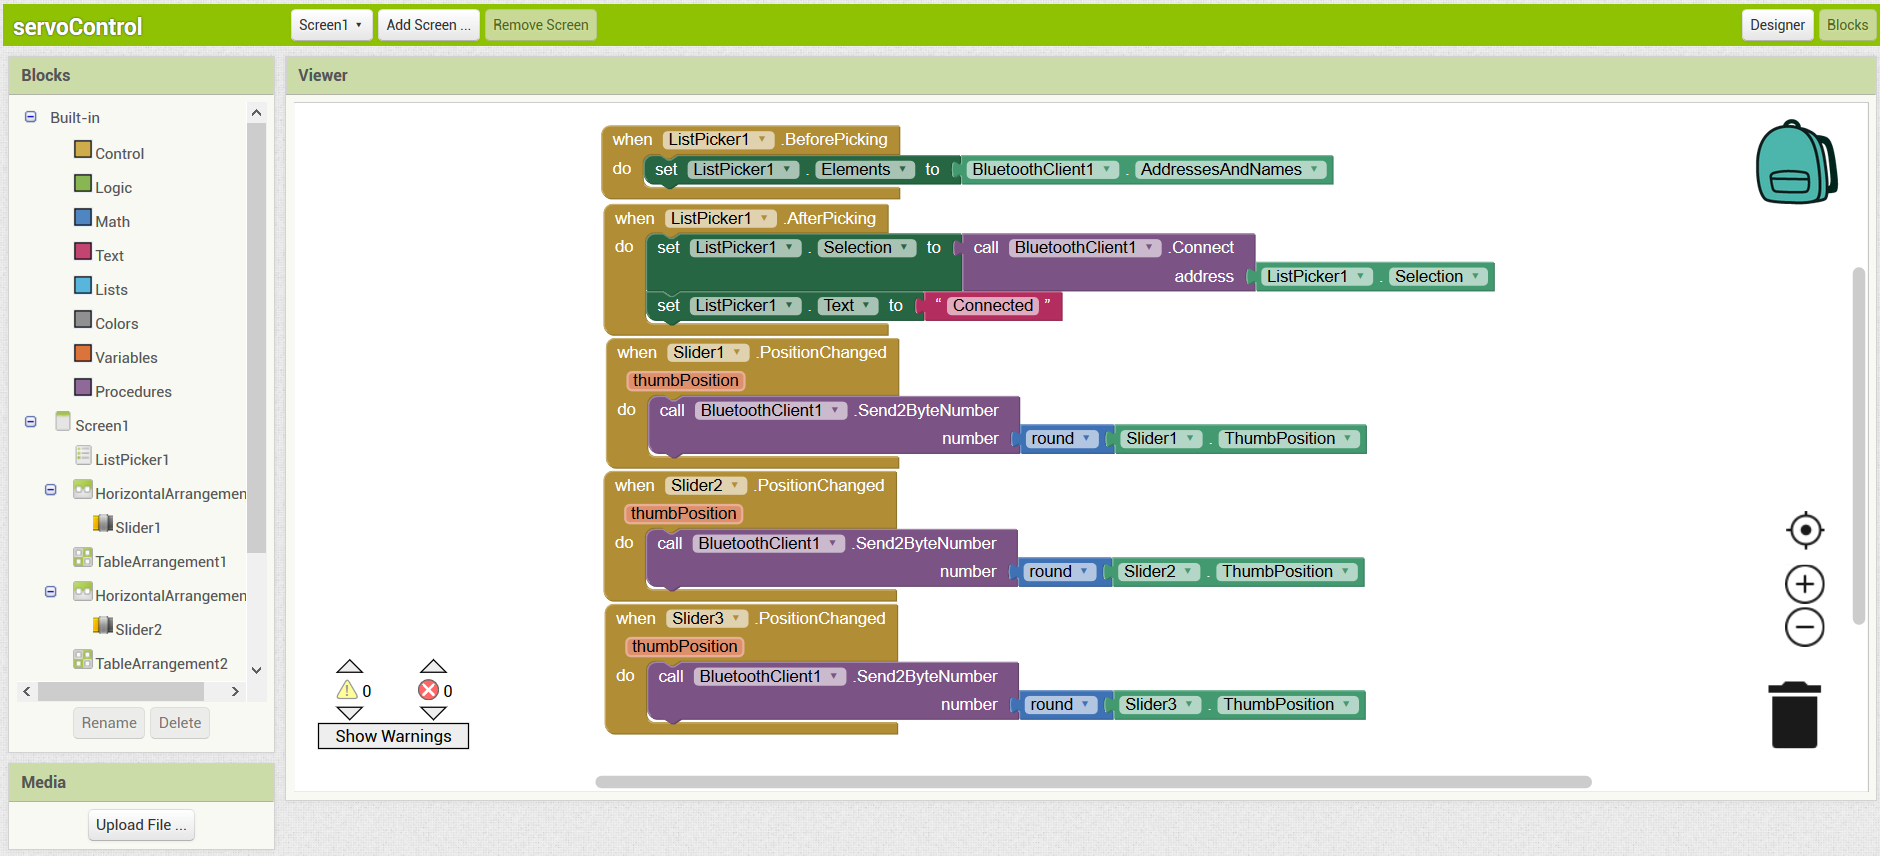 servoControl
Screen1 Add Screen ... Remove Screen Designer Blocks
Blocks
Built-in
Control
Logic
Math
Text
Lists
Colors
Variables
Procedures
Screen1
ListPicker1
HorizontalArrangemen
Slider1
TableArrangement1
HorizontalArrangemen
Slider2
TableArrangement2
Rename Delete
Media
Upload File ...
Viewer
when ListPicker1 .BeforePicking
do set ListPicker1 . Elements to BluetoothClient1 . AddressesAndNames
when ListPicker1 .AfterPicking
do set ListPicker1 . Selection to call BluetoothClient1 .Connect
address ListPicker1 . Selection
set ListPicker1 . Text to “ Connected ”
when Slider1 .PositionChanged
thumbPosition
do call BluetoothClient1 .Send2ByteNumber
number round Slider1 . ThumbPosition
when Slider2 .PositionChanged
thumbPosition
do call BluetoothClient1 .Send2ByteNumber
number round Slider2 . ThumbPosition
when Slider3 .PositionChanged
thumbPosition
do call BluetoothClient1 .Send2ByteNumber
number round Slider3 . ThumbPosition
0 0
Show Warnings